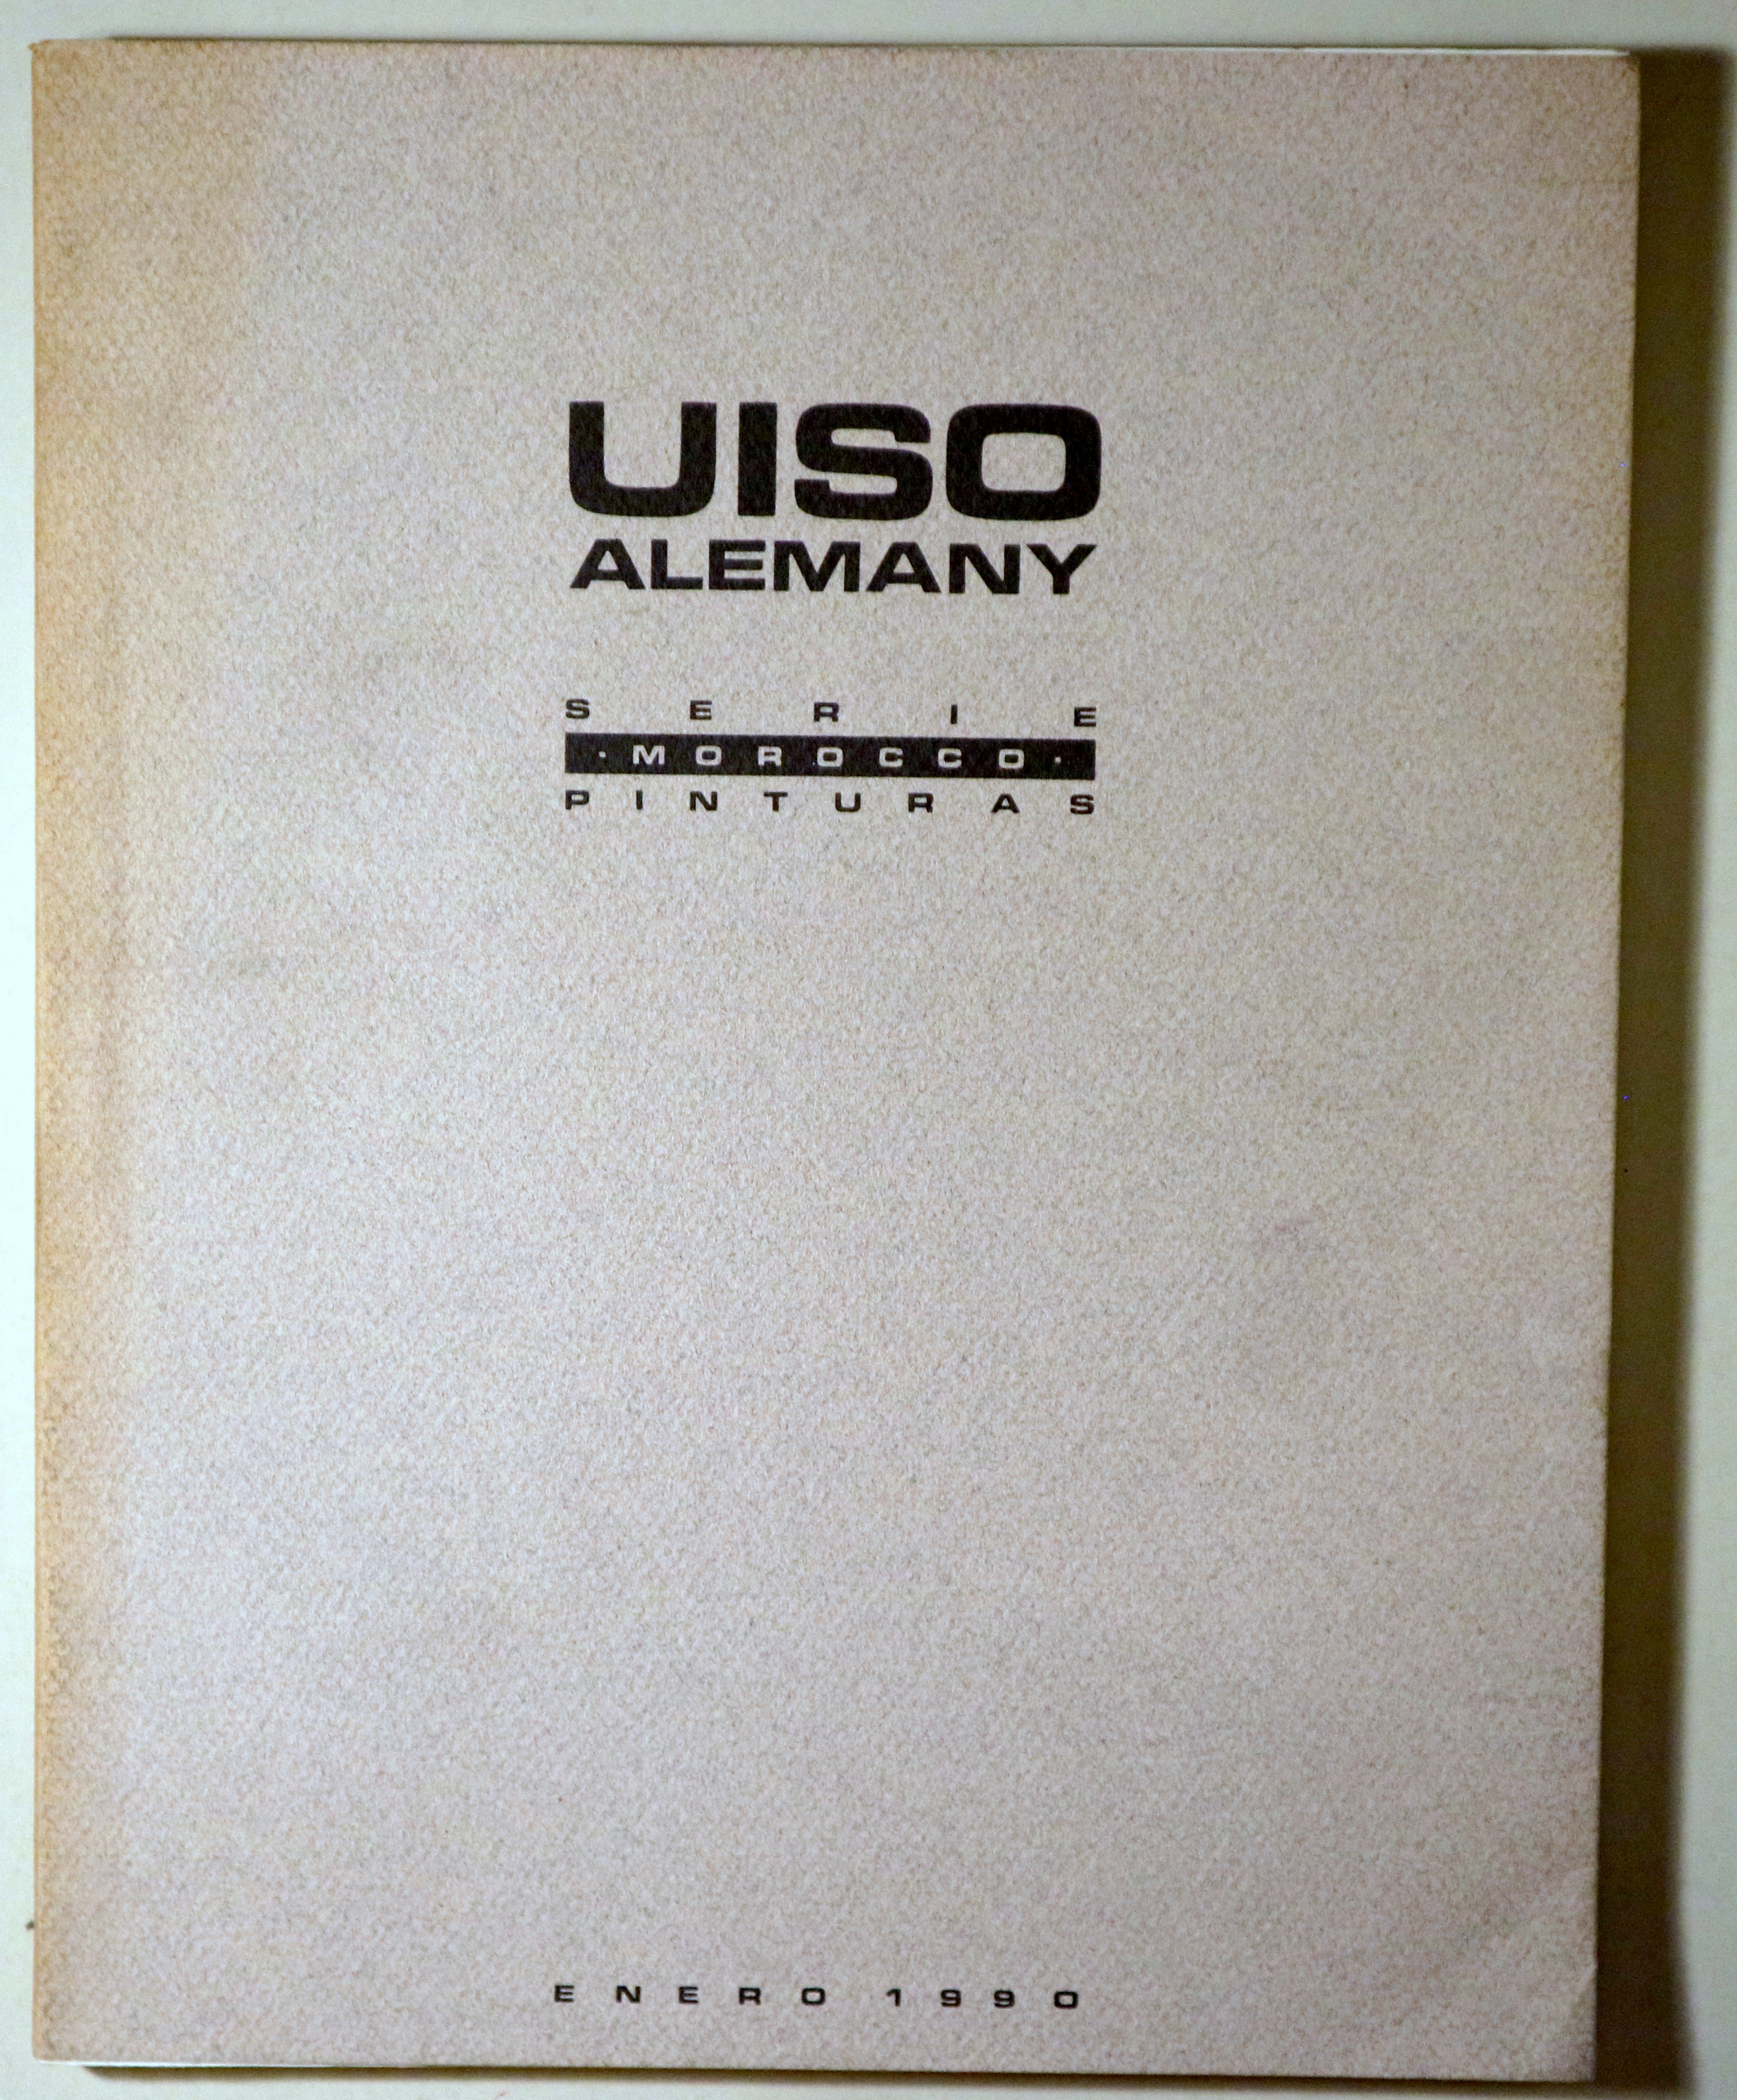 UISO
ALEMANY
SERIE
·MOROCCO·
PINTURAS
ENERO 1990